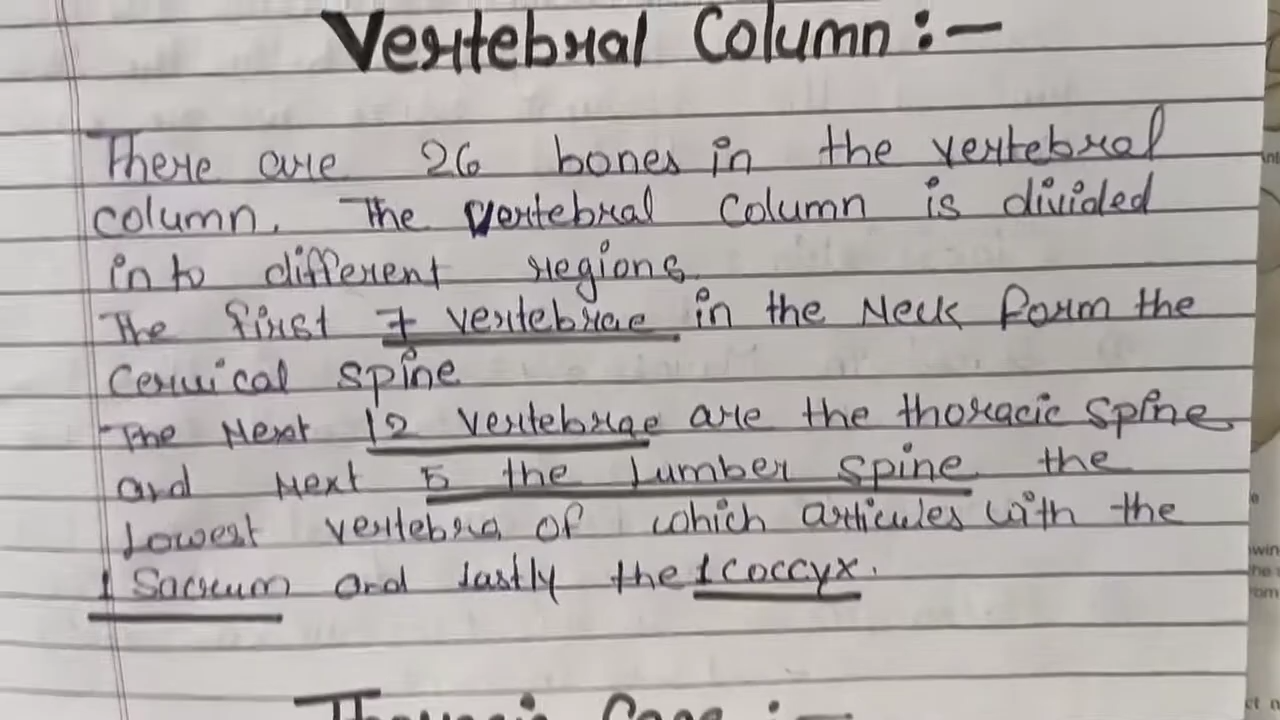 Vertebral Column :-
There are 26 bones in the vertebral
column. The vertebral column is divided
in to different regions.
The first 7 vertebrae in the Neck form the
Cervical spine
The Next 12 vertebrae are the thoracic spine
and Next 5 the lumber spine the
lowest vertebra of which articules with the
1 Sacrum and lastly the 1 coccyx.
Thoracic Cage :-